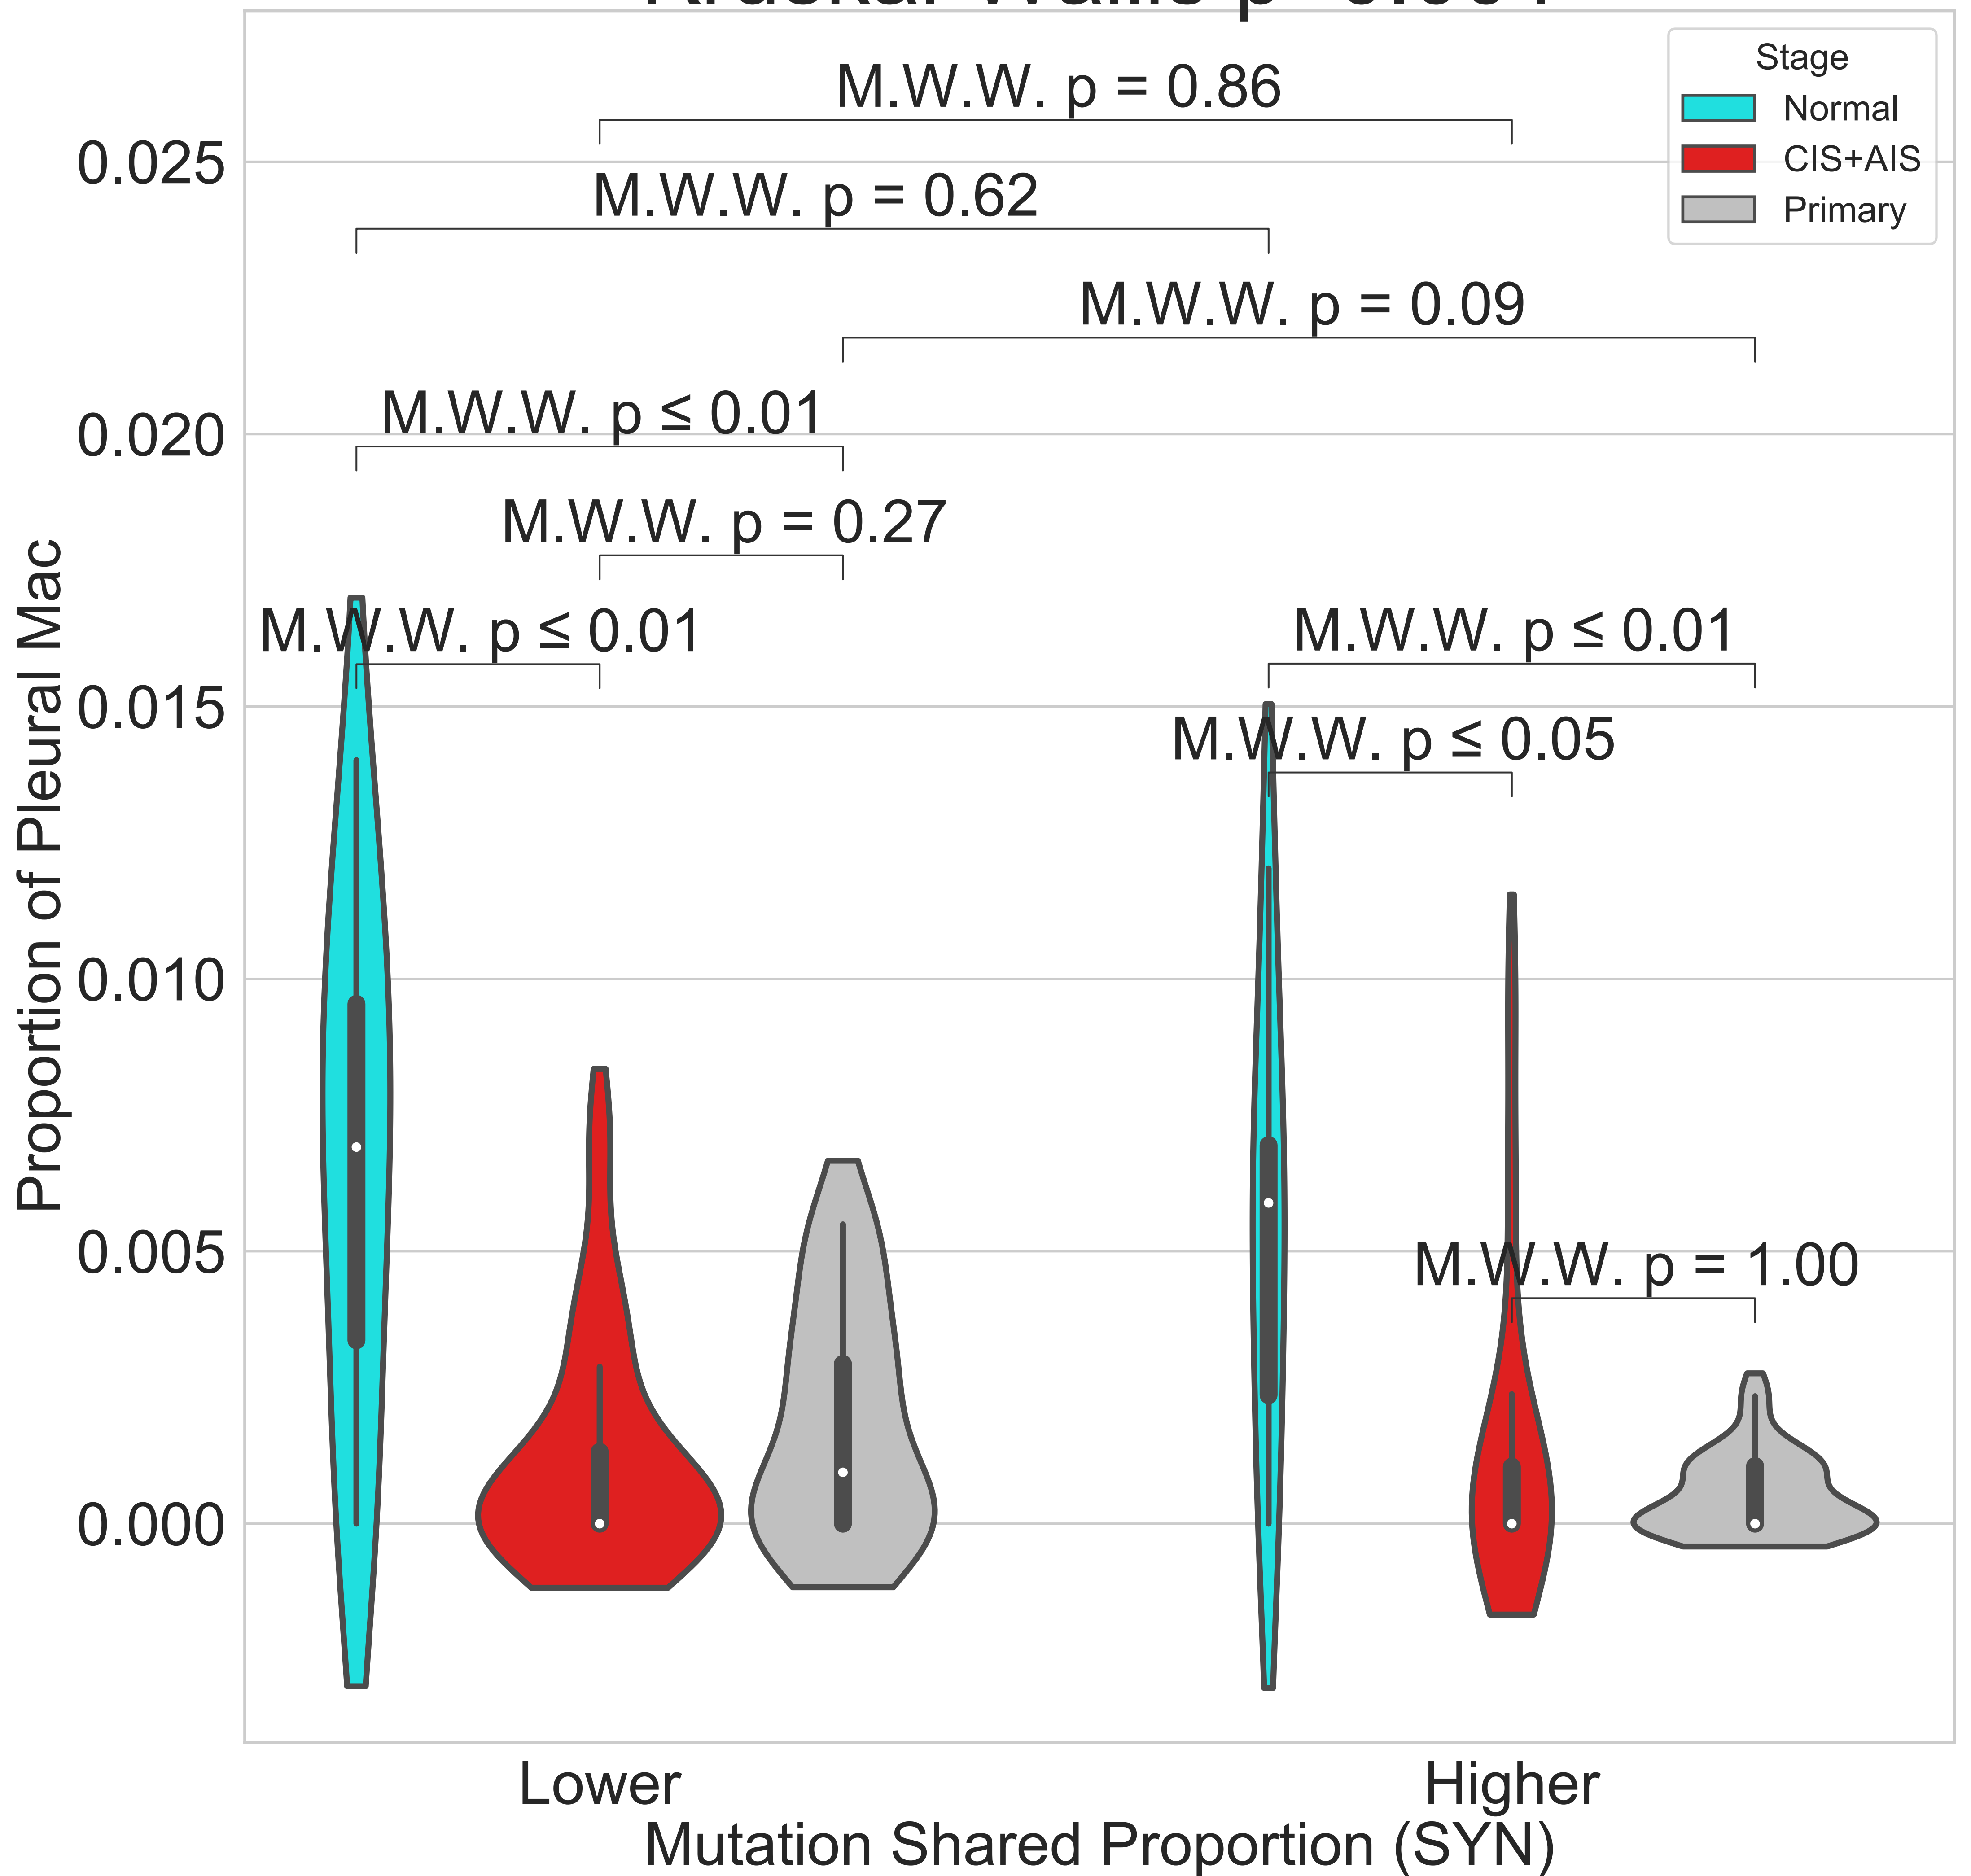 M.W.W. p = 0.86
Stage
Normal
CIS+AIS
Primary
0.025
M.W.W. p = 0.62
M.W.W. p = 0.09
M.W.W. p ≤ 0.01
0.020
M.W.W. p = 0.27
M.W.W. p ≤ 0.01
M.W.W. p ≤ 0.01
0.015
M.W.W. p ≤ 0.05
0.010
0.005
M.W.W. p = 1.00
0.000
Proportion of Pleural Mac
Lower
Higher
Mutation Shared Proportion (SYN)